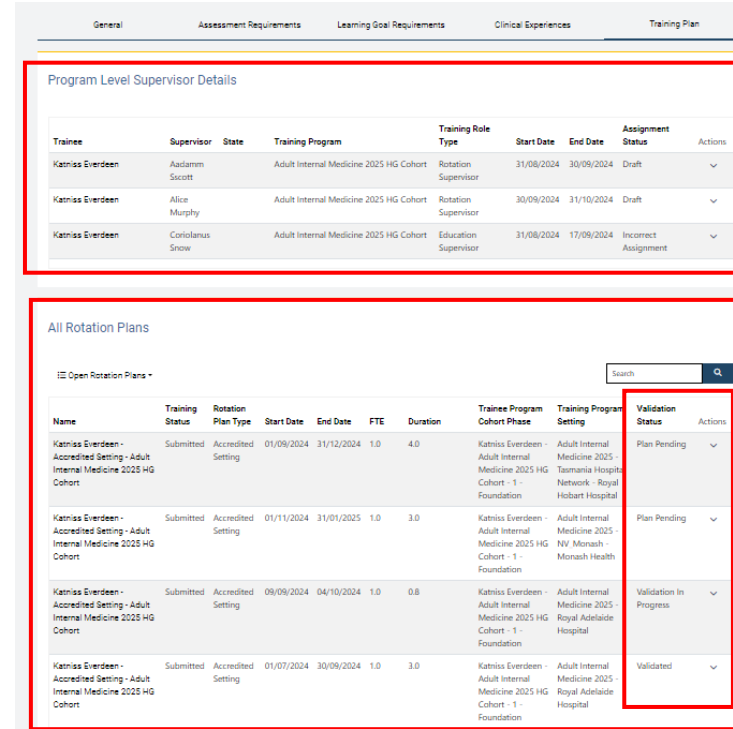 General Assessment Requirements Learning Goal Requirements Clinical Experiences Training Plan
Program Level Supervisor Details
Training Role Assignment
Trainee Supervisor State Training Program Type Start Date End Date Status Actions
Katniss Everdeen Aadamm Adult Internal Medicine 2025 HG Cohort Rotation 31/08/2024 30/09/2024 Draft
Sscott Supervisor
Katniss Everdeen Alice Adult Internal Medicine 2025 HG Cohort Rotation 30/09/2024 31/10/2024 Draft
Murphy Supervisor
Katniss Everdeen Coriolanus Adult Internal Medicine 2025 HG Cohort Education 31/08/2024 17/09/2024 Incorrect
Snow Supervisor Assignment
All Rotation Plans
Open Rotation Plans Search
Training Rotation Trainee Program Training Program Validation
Name Status Plan Type Start Date End Date FTE Duration Cohort Phase Setting Status Actions
Katniss Everdeen - Submitted Accredited 01/09/2024 31/12/2024 1.0 4.0 Katniss Everdeen - Adult Internal Plan Pending
Accredited Setting - Adult Setting Adult Internal Medicine 2025 -
Internal Medicine 2025 HG Medicine 2025 HG Tasmania Hospita
Cohort Cohort - 1 - Network - Royal
Foundation Hobart Hospital
Katniss Everdeen - Submitted Accredited 01/11/2024 31/01/2025 1.0 3.0 Katniss Everdeen - Adult Internal Plan Pending
Accredited Setting - Adult Setting Adult Internal Medicine 2025 -
Internal Medicine 2025 HG Medicine 2025 HG NV_Monash -
Cohort Cohort - 1 - Monash Health
Foundation
Katniss Everdeen - Submitted Accredited 09/09/2024 04/10/2024 1.0 0.8 Katniss Everdeen - Adult Internal Validation In
Accredited Setting - Adult Setting Adult Internal Medicine 2025 - Progress
Internal Medicine 2025 HG Medicine 2025 HG Royal Adelaide
Cohort Cohort - 1 - Hospital
Foundation
Katniss Everdeen - Submitted Accredited 01/07/2024 30/09/2024 1.0 3.0 Katniss Everdeen - Adult Internal Validated
Accredited Setting - Adult Setting Adult Internal Medicine 2025 -
Internal Medicine 2025 HG Medicine 2025 HG Royal Adelaide
Cohort Cohort - 1 - Hospital
Foundation